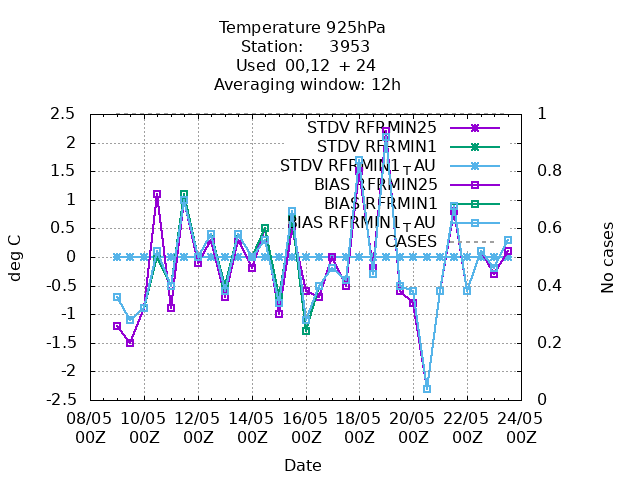 Temperature 925hPa
Station: 3953
Used 00,12 + 24
Averaging window: 12h
2.5
2
1.5
1
0.5
0
-0.5
-1
-1.5
-2
-2.5
deg C
1
0.8
0.6
0.4
0.2
0
No cases
STDV RFRMIN25
STDV RFRMIN1
STDV RFRMIN1_TAU
BIAS RFRMIN25
BIAS RFRMIN1
BIAS RFRMIN1_TAU
CASES
08/05 10/05 12/05 14/05 16/05 18/05 20/05 22/05 24/05
00Z 00Z 00Z 00Z 00Z 00Z 00Z 00Z 00Z
Date